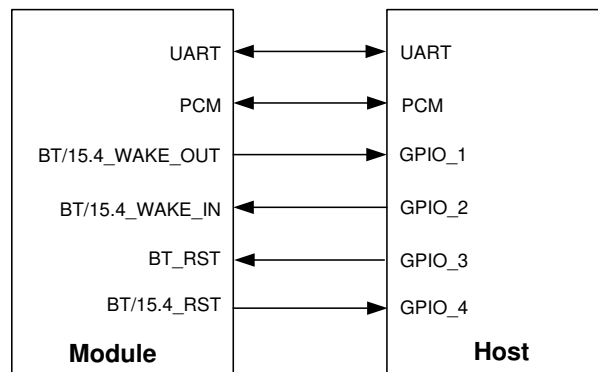 UART UART
PCM PCM
BT/15.4_WAKE_OUT GPIO_1
BT/15.4_WAKE_IN GPIO_2
BT_RST GPIO_3
BT/15.4_RST GPIO_4
Module Host